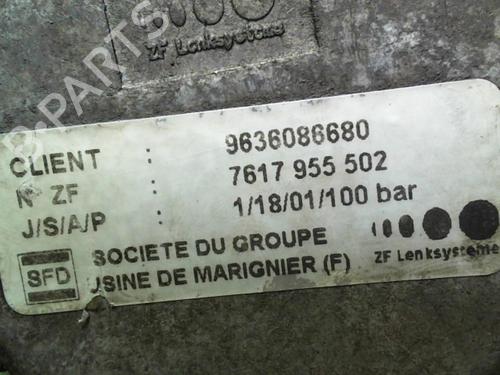 ZF Lenksysteme
B-PARTS
CLIENT : 9636086680
N° ZF : 7617 955 502
J/S/A/P : 1/18/01/100 bar
SFD SOCIETE DU GROUPE
USINE DE MARIGNIER (F) ZF Lenksysteme